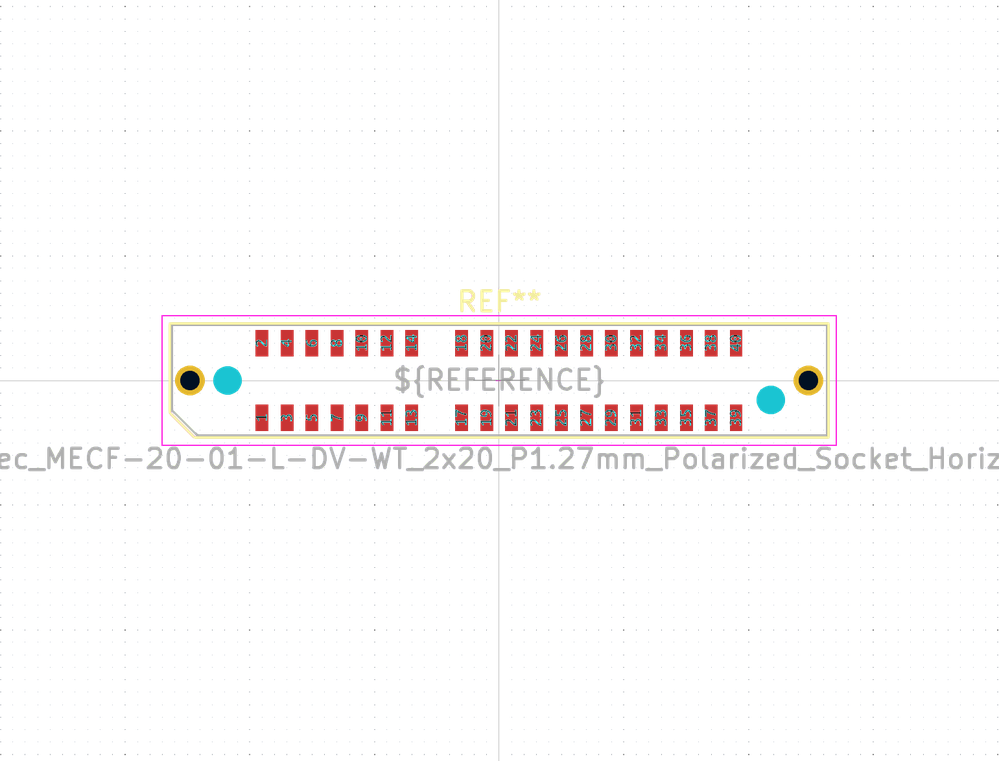 REF**
2 4 6 8 10 12 14 18 20 22 24 26 28 30 32 34 36 38 40
${REFERENCE}
1 3 5 7 9 11 13 17 19 21 23 25 27 29 31 33 35 37 39
ec_MECF-20-01-L-DV-WT_2x20_P1.27mm_Polarized_Socket_Horiz